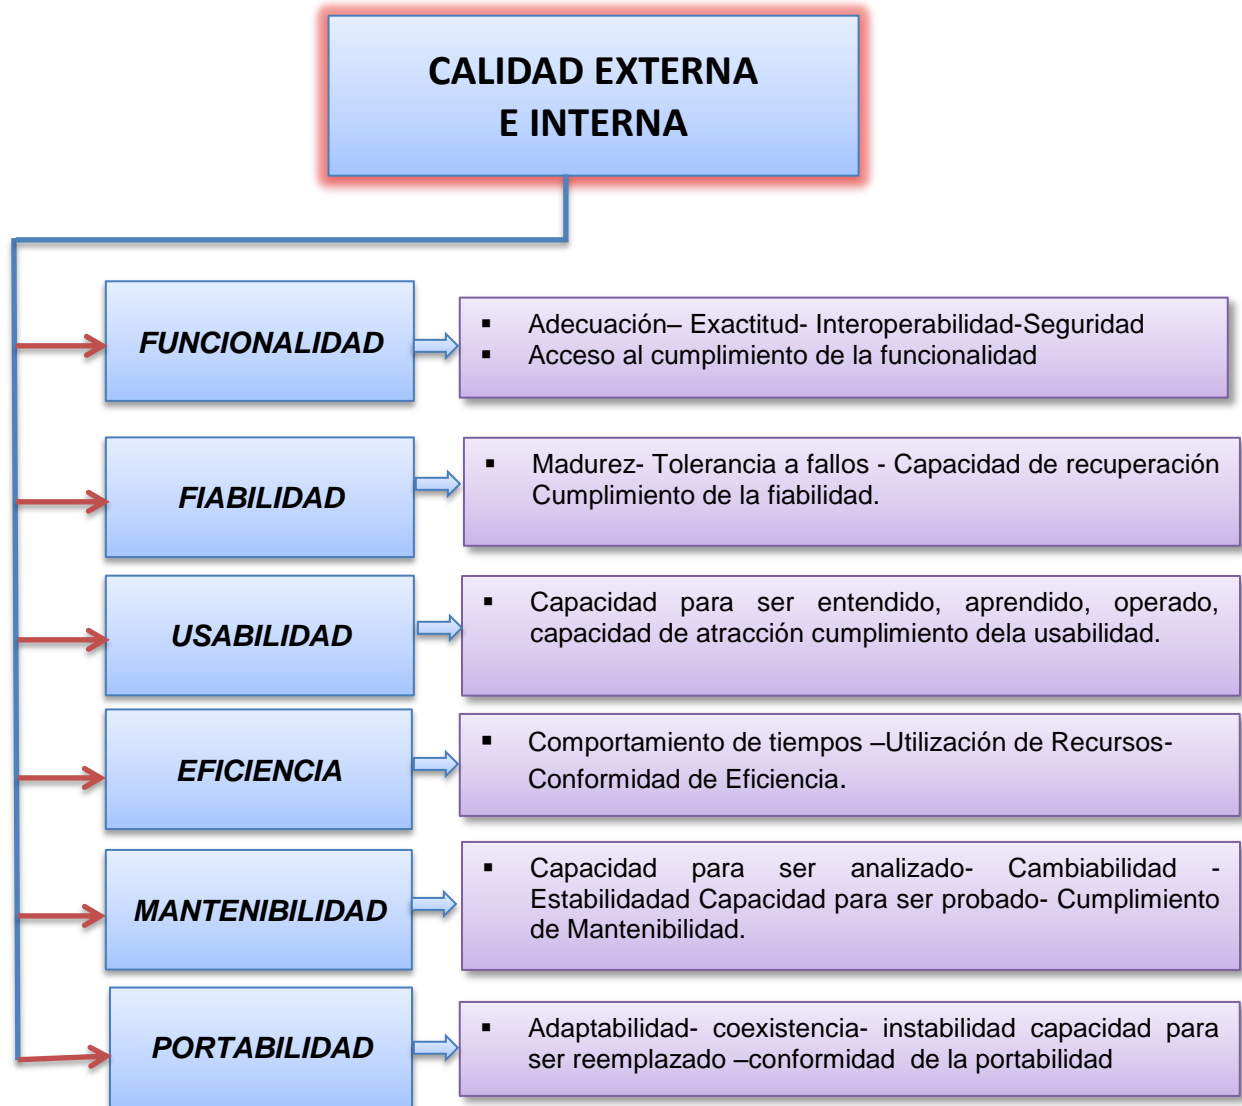 CALIDAD EXTERNA
E INTERNA
FUNCIONALIDAD
▪ Adecuación– Exactitud- Interoperabilidad-Seguridad
▪ Acceso al cumplimiento de la funcionalidad
FIABILIDAD
▪ Madurez- Tolerancia a fallos - Capacidad de recuperación
Cumplimiento de la fiabilidad.
USABILIDAD
▪ Capacidad para ser entendido, aprendido, operado,
capacidad de atracción cumplimiento dela usabilidad.
EFICIENCIA
▪ Comportamiento de tiempos –Utilización de Recursos-
Conformidad de Eficiencia.
MANTENIBILIDAD
▪ Capacidad para ser analizado- Cambiabilidad -
Estabilidadad Capacidad para ser probado- Cumplimiento
de Mantenibilidad.
PORTABILIDAD
▪ Adaptabilidad- coexistencia- instabilidad capacidad para
ser reemplazado –conformidad de la portabilidad